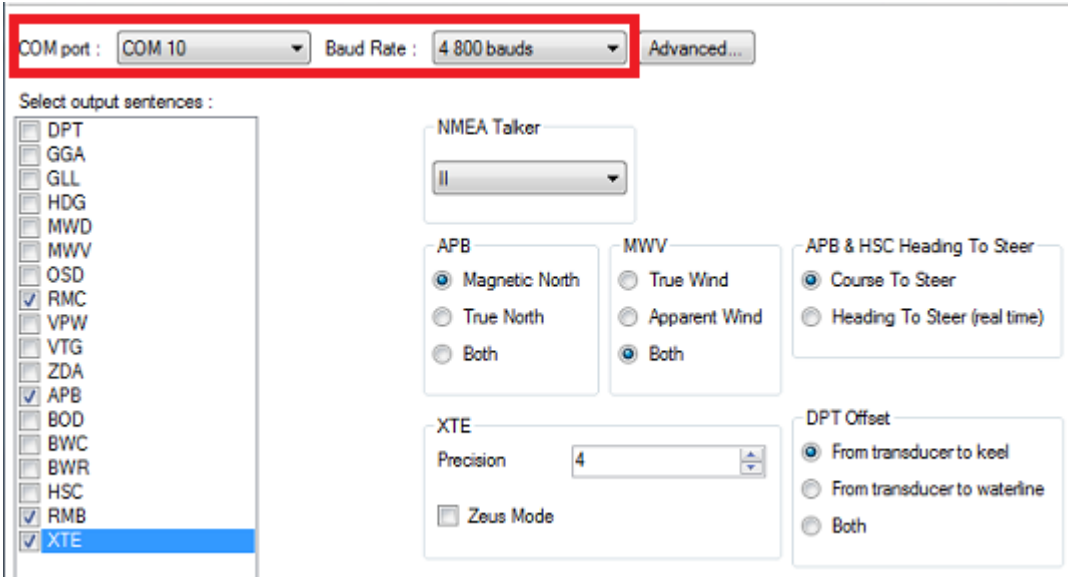 COM port : COM 10 Baud Rate : 4 800 bauds Advanced...
Select output sentences :
DPT
GGA
GLL
HDG
MWD
MWV
OSD
RMC
VPW
VTG
ZDA
APB
BOD
BWC
BWR
HSC
RMB
XTE
NMEA Talker
II
APB
Magnetic North
True North
Both
MWV
True Wind
Apparent Wind
Both
APB & HSC Heading To Steer
Course To Steer
Heading To Steer (real time)
XTE
Precision 4
Zeus Mode
DPT Offset
From transducer to keel
From transducer to waterline
Both